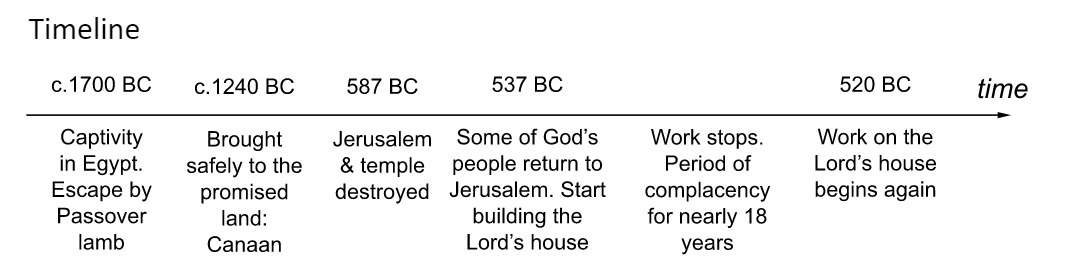 Timeline
c.1700 BC
c.1240 BC
587 BC
537 BC
520 BC
time
Captivity
in Egypt.
Escape by
Passover
lamb
Brought
safely to the
promised
land:
Canaan
Jerusalem
& temple
destroyed
Some of God’s
people return to
Jerusalem. Start
building the
Lord’s house
Work stops.
Period of
complacency
for nearly 18
years
Work on the
Lord’s house
begins again